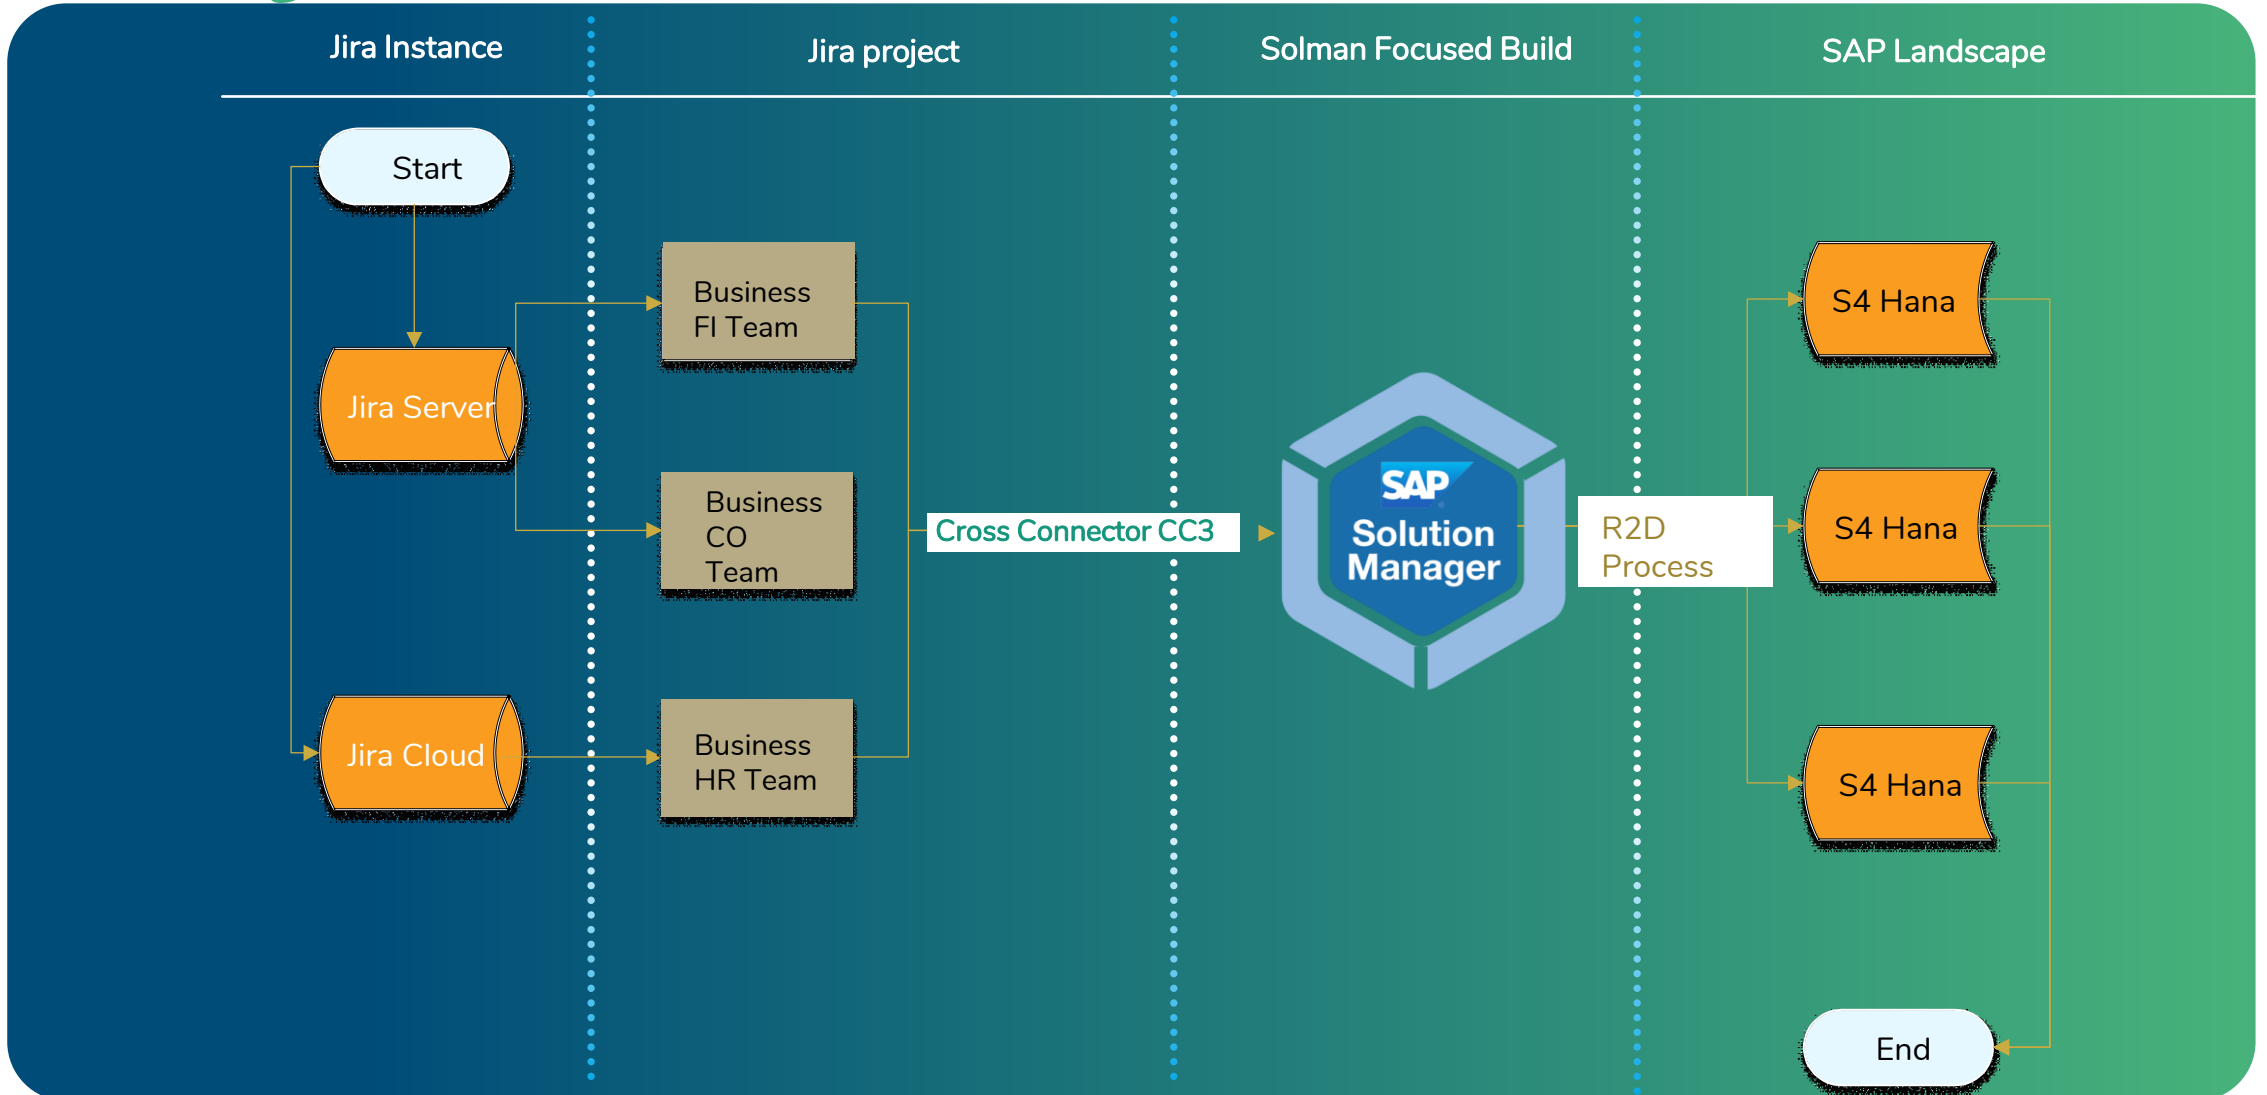 Jira Instance
Jira project
Solman Focused Build
SAP Landscape
Start
Jira Server
Jira Cloud
Business
FI Team
Business
CO
Team
Business
HR Team
Cross Connector CC3
SAP
Solution
Manager
R2D
Process
S4 Hana
S4 Hana
S4 Hana
End